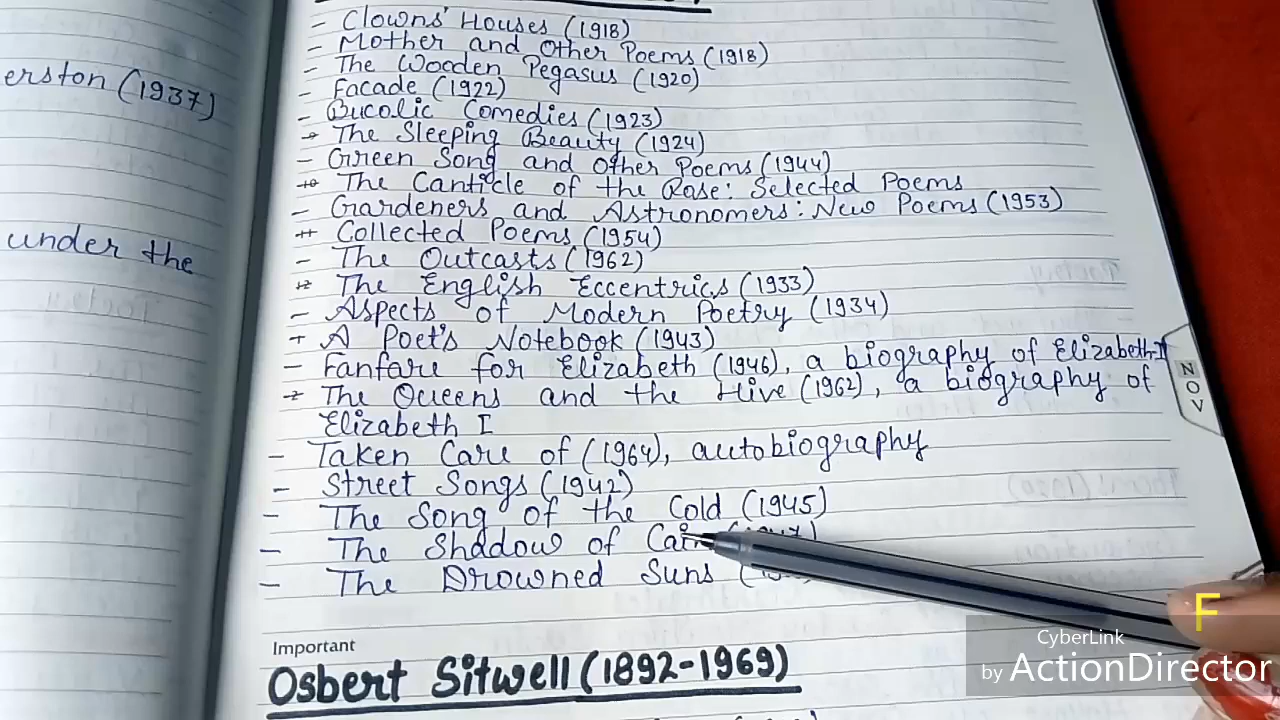 - Clowns' Houses (1918)
- Mother and Other Poems (1918)
- The Wooden Pegasus (1920)
erston (1937)
- Facade (1922)
- Bucolic Comedies (1923)
- The Sleeping Beauty (1924)
- Green Song and Other Poems (1944)
- The Canticle of the Rose: Selected Poems
- Gardeners and Astronomers: New Poems (1953)
- Collected Poems (1954)
under the
- The Outcasts (1962)
- The English Eccentrics (1933)
- Aspects of Modern Poetry (1934)
- A Poet's Notebook (1943)
- Fanfare for Elizabeth (1946), a biography of Elizabeth I
- The Queens and the Hive (1962), a biography of
Elizabeth I
NOV
- Taken Care of (1964), autobiography
- Street Songs (1942)
- The Song of the Cold (1945)
- The Shadow of Cain
- The Drowned Suns
Important
Osbert Sitwell (1892-1969)
F
CyberLink
by ActionDirector